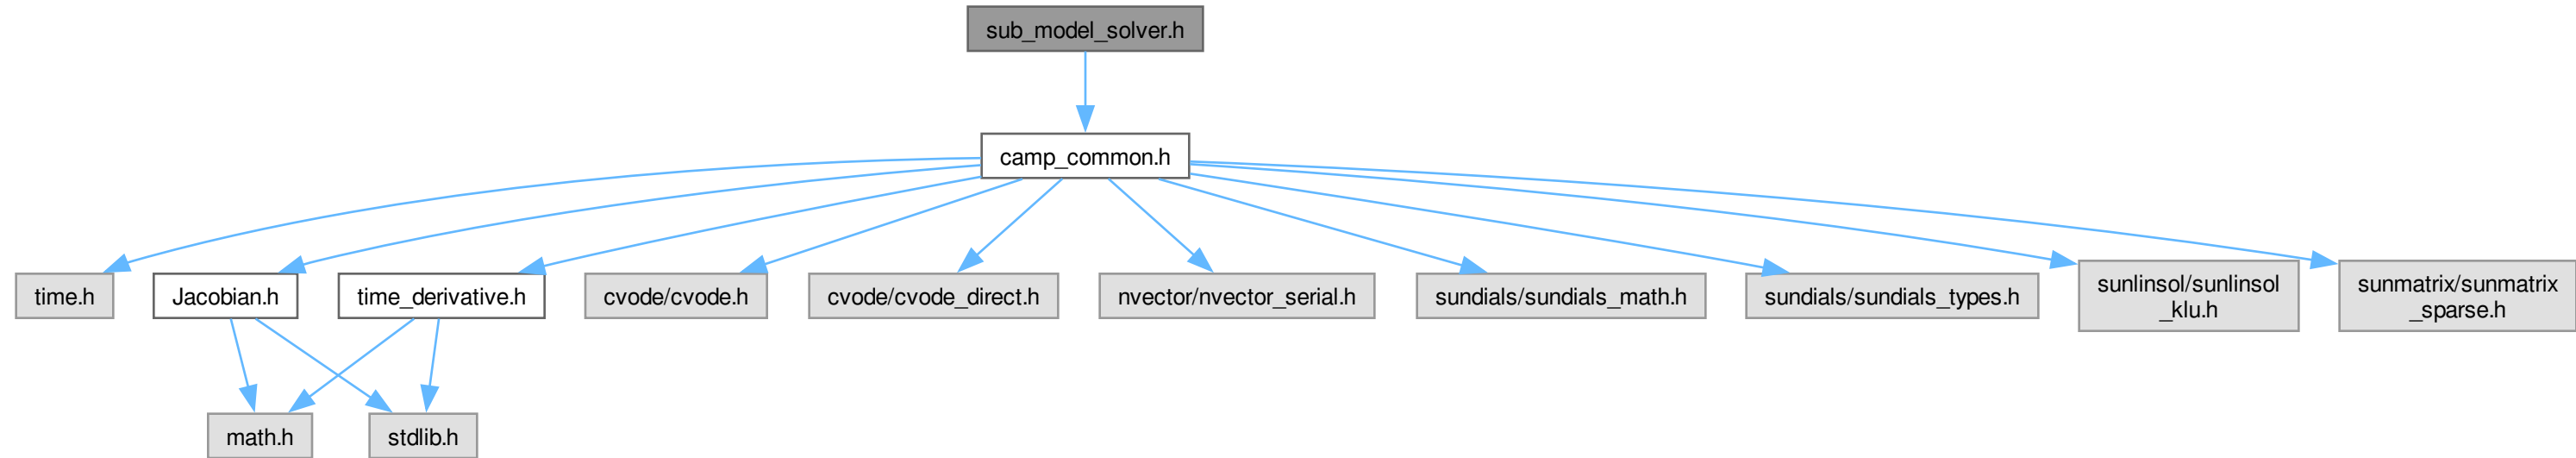 sub_model_solver.h
camp_common.h
time.h
Jacobian.h
time_derivative.h
cvode/cvode.h
cvode/cvode_direct.h
nvector/nvector_serial.h
sundials/sundials_math.h
sundials/sundials_types.h
sunlinsol/sunlinsol
_klu.h
sunmatrix/sunmatrix
_sparse.h
math.h
stdlib.h